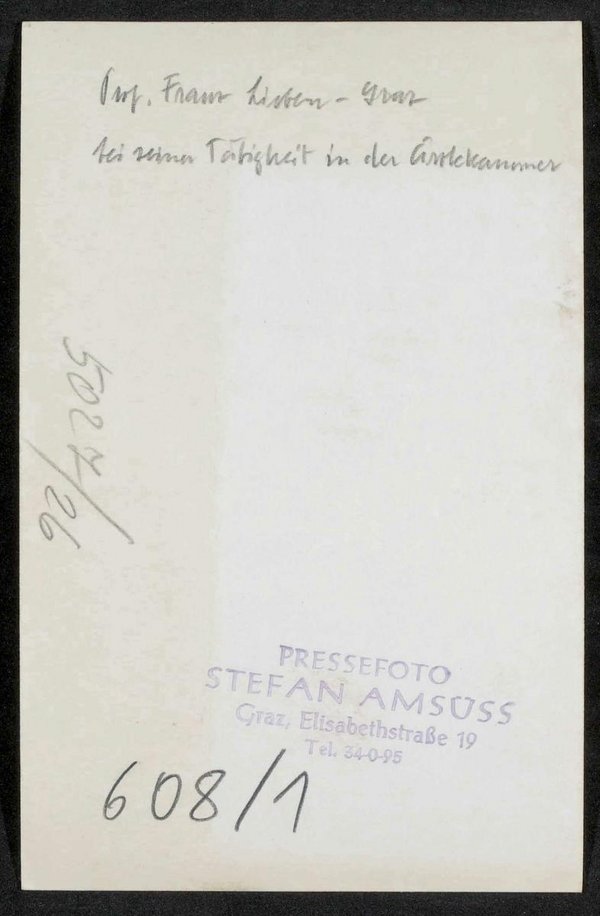 Prof. Franz Lieben - Graz
bei seiner Tätigkeit in der
5027/26
PRESSEFOTO
STEFAN AMSÜSS
Graz, Elisabethstraße 19
Tel. 34-0-95
608/1